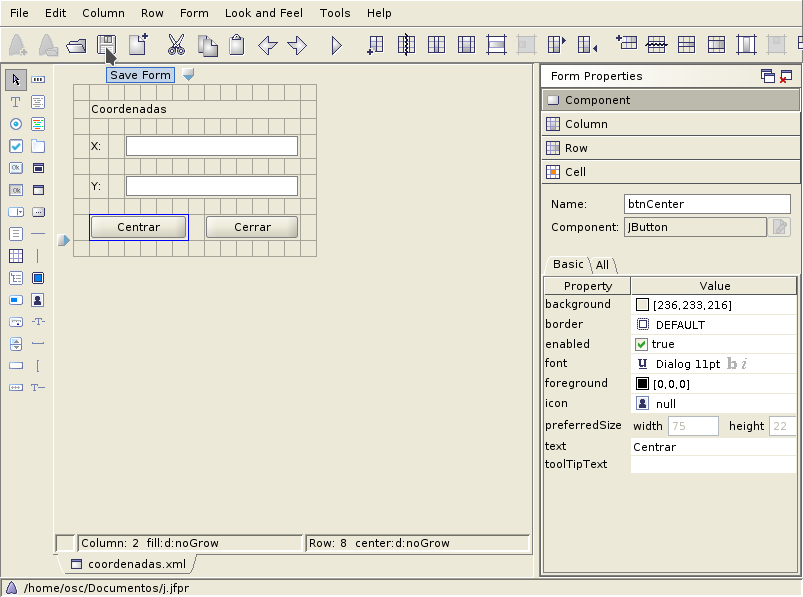 File Edit Column Row Form Look and Feel Tools Help
Save Form
Coordenadas
X:
Y:
Centrar Cerrar
Column: 2 fill:d:noGrow Row: 8 center:d:noGrow
coordenadas.xml
/home/osc/Documentos/j.jfpr
Form Properties
Component
Column
Row
Cell
Name: btnCenter
Component: JButton
Basic All
Property Value
background [236,233,216]
border DEFAULT
enabled true
font u Dialog 11pt b i
foreground [0,0,0]
icon null
preferredSize width 75 height 22
text Centrar
toolTipText